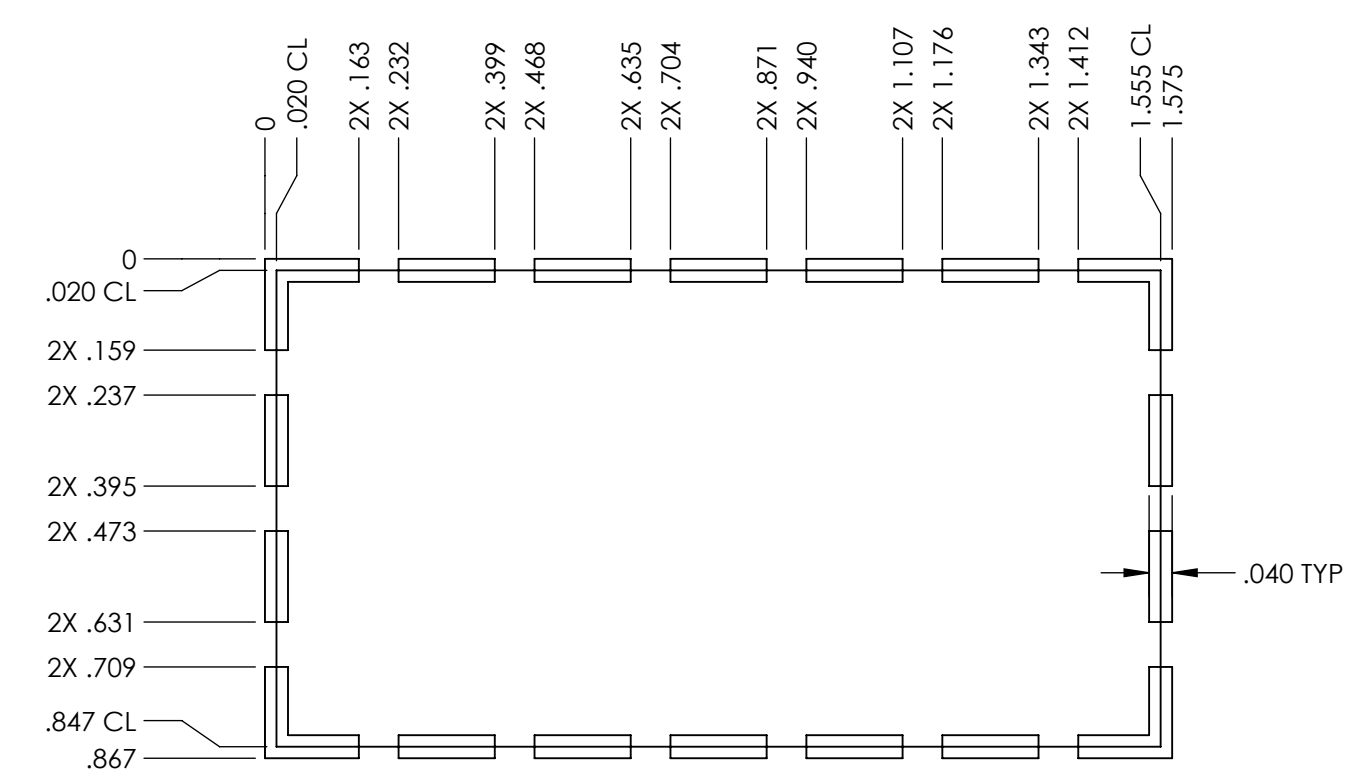 0
.020 CL
2X .163
2X .232
2X .399
2X .468
2X .635
2X .704
2X .871
2X .940
2X 1.107
2X 1.176
2X 1.343
2X 1.412
1.555 CL
1.575
0
.020 CL
2X .159
2X .237
2X .395
2X .473
2X .631
2X .709
.847 CL
.867
.040 TYP